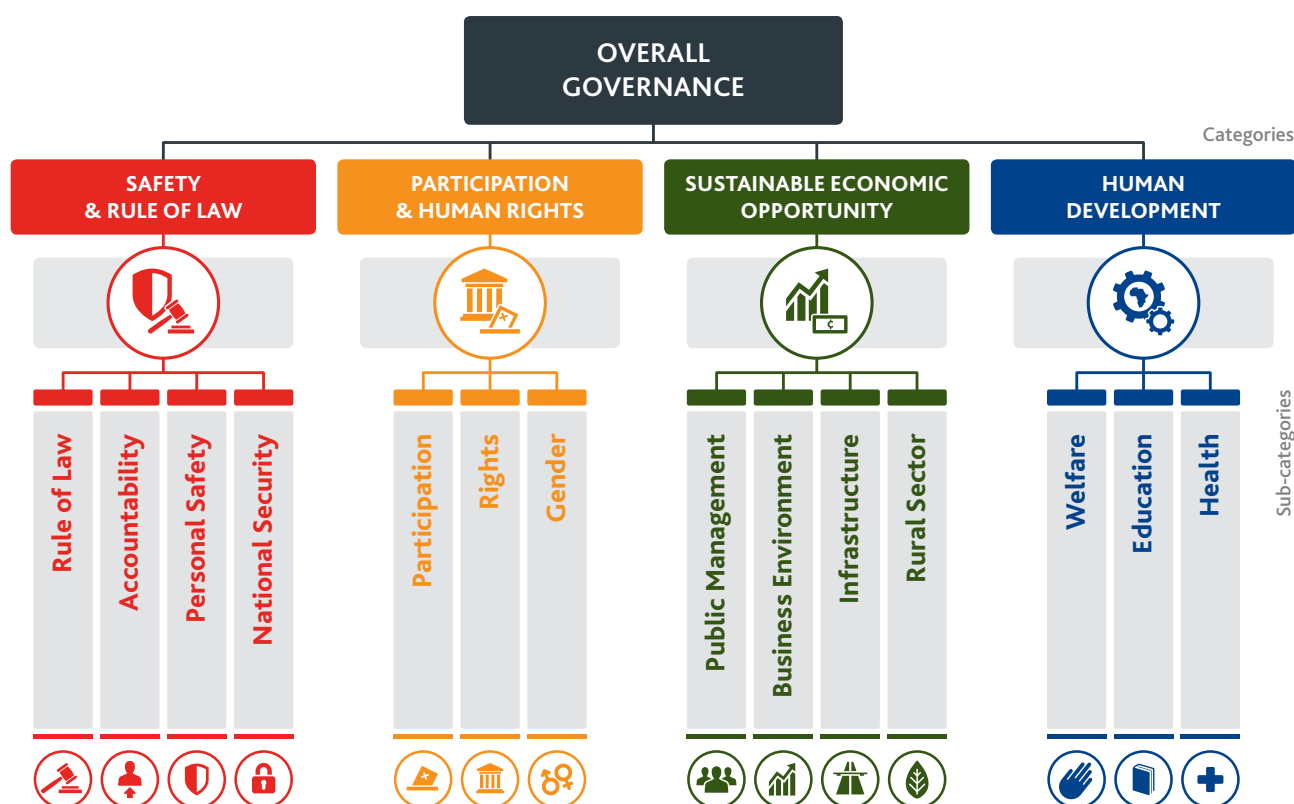 OVERALL
GOVERNANCE
Categories
SAFETY
& RULE OF LAW
PARTICIPATION
& HUMAN RIGHTS
SUSTAINABLE ECONOMIC
OPPORTUNITY
HUMAN
DEVELOPMENT
¢
Rule of Law
Accountability
Personal Safety
National Security
Participation
Rights
Gender
Public Management
Business Environment
Infrastructure
Rural Sector
Welfare
Education
Health
Sub-categories